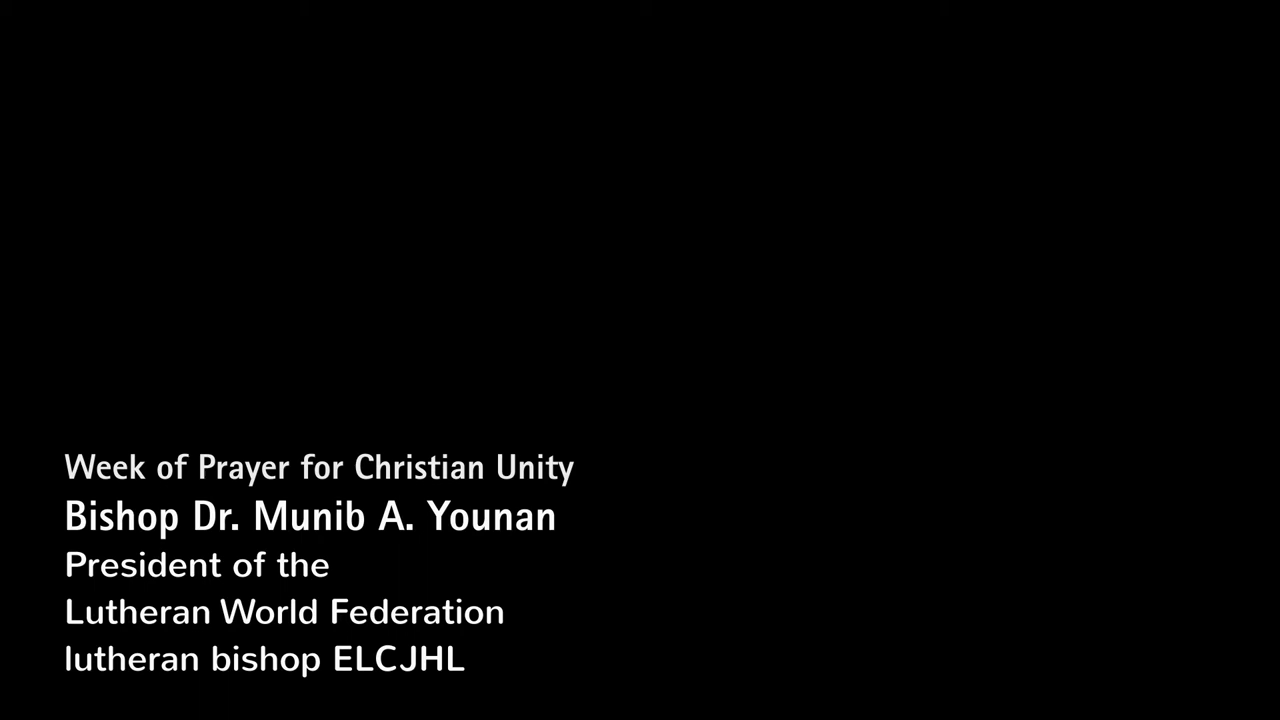 Week of Prayer for Christian Unity
Bishop Dr. Munib A. Younan
President of the
Lutheran World Federation
lutheran bishop ELCJHL